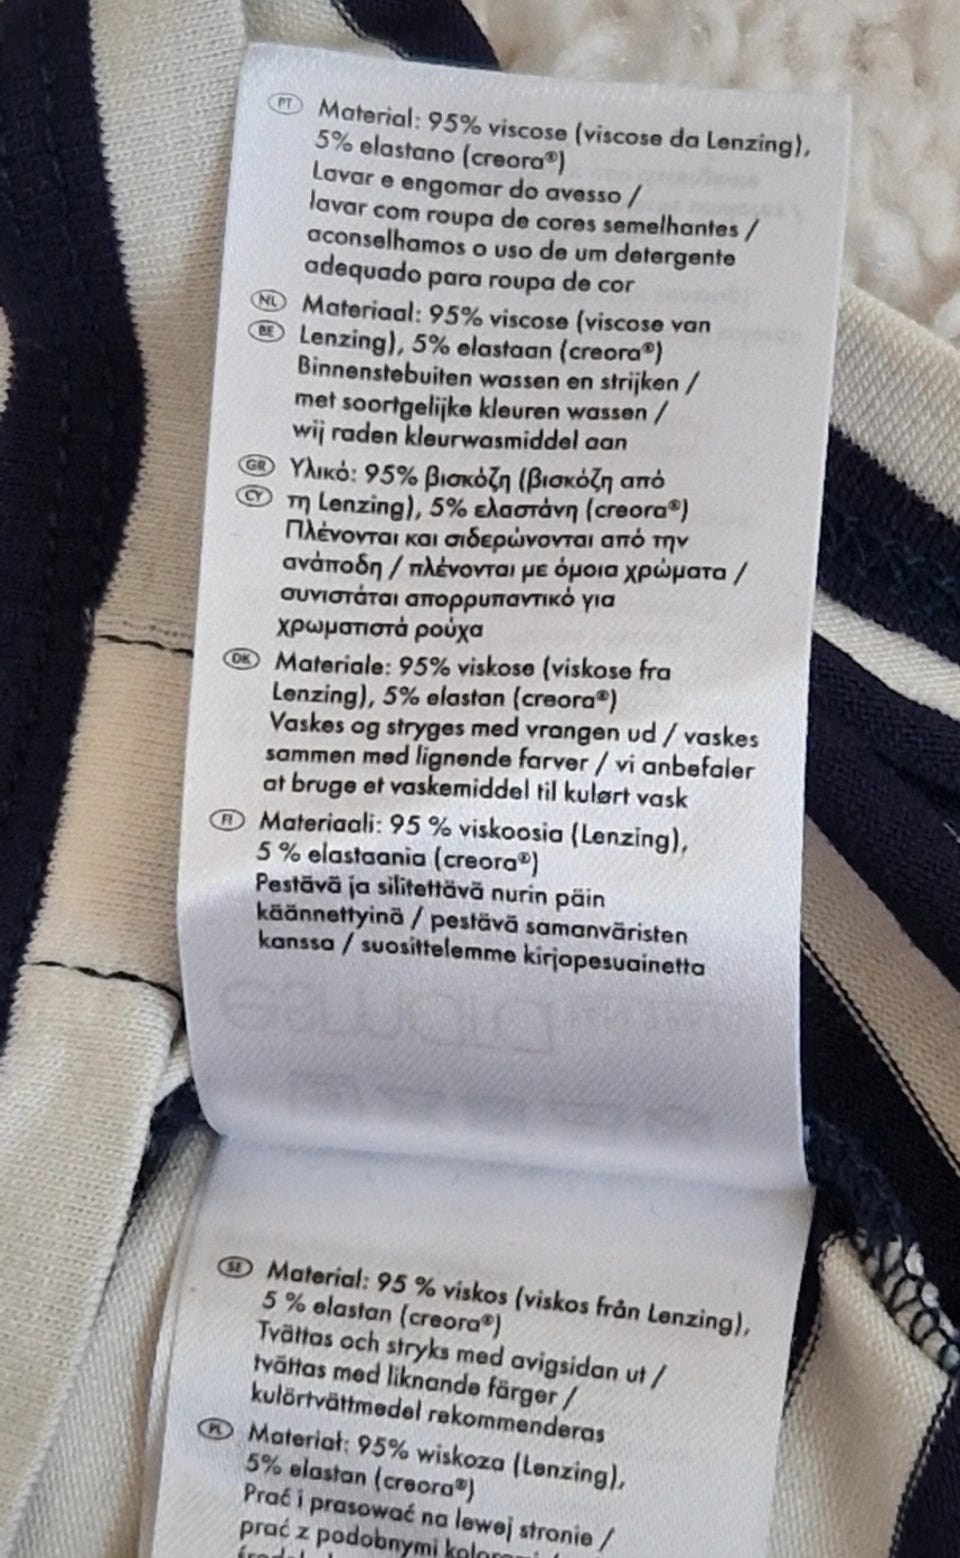 PT Material: 95% viscose (viscose da Lenzing),
5% elastano (creora®)
Lavar e engomar do avesso /
lavar com roupa de cores semelhantes /
aconselhamos o uso de um detergente
adequado para roupa de cor
NL Materiaal: 95% viscose (viscose van
BE Lenzing), 5% elastaan (creora®)
Binnenstebuiten wassen en strijken /
met soortgelijke kleuren wassen /
wij raden kleurwasmiddel aan
GR Υλικό: 95% βισκόζη (βισκόζη από
CY τη Lenzing), 5% ελαστάνη (creora®)
Πλένονται και σιδερώνονται από την
ανάποδη / πλένονται με όμοια χρώματα /
συνιστάται απορρυπαντικό για
χρωματιστά ρούχα
DK Materiale: 95% viskose (viskose fra
Lenzing), 5% elastan (creora®)
Vaskes og stryges med vrangen ud / vaskes
sammen med lignende farver / vi anbefaler
at bruge et vaskemiddel til kulørt vask
FI Materiaali: 95 % viskoosia (Lenzing),
5 % elastaania (creora®)
Pestävä ja silitettävä nurin päin
käännettyinä / pestävä samanväristen
kanssa / suosittelemme kirjopesuainetta
SE Material: 95 % viskos (viskos från Lenzing),
5 % elastan (creora®)
Tvättas och stryks med avigsidan ut /
tvättas med liknande färger /
kulörtvättmedel rekommenderas
PL Materiał: 95% wiskoza (Lenzing),
5% elastan (creora®)
Prać i prasować na lewej stronie /
prać z podobnymi